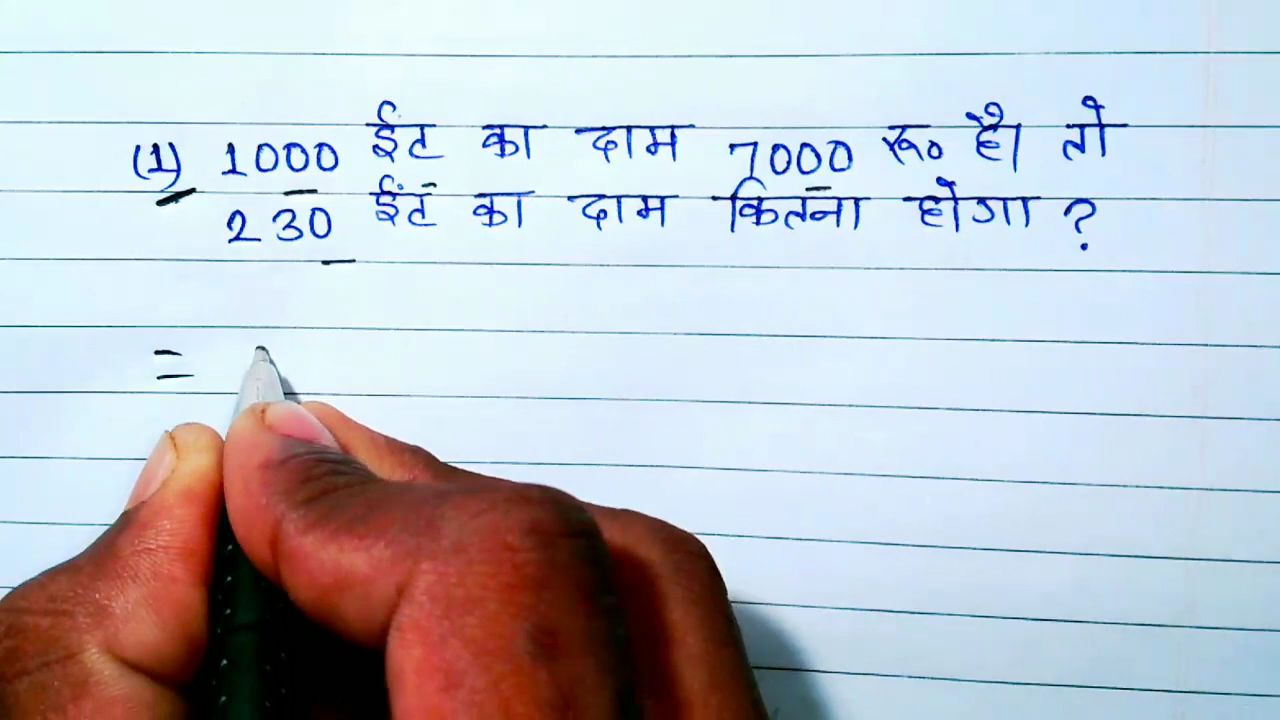 (1) 1000 ईंट का दाम 7000 रू० है। तो
230 ईंट का दाम कितना होगा ?
=